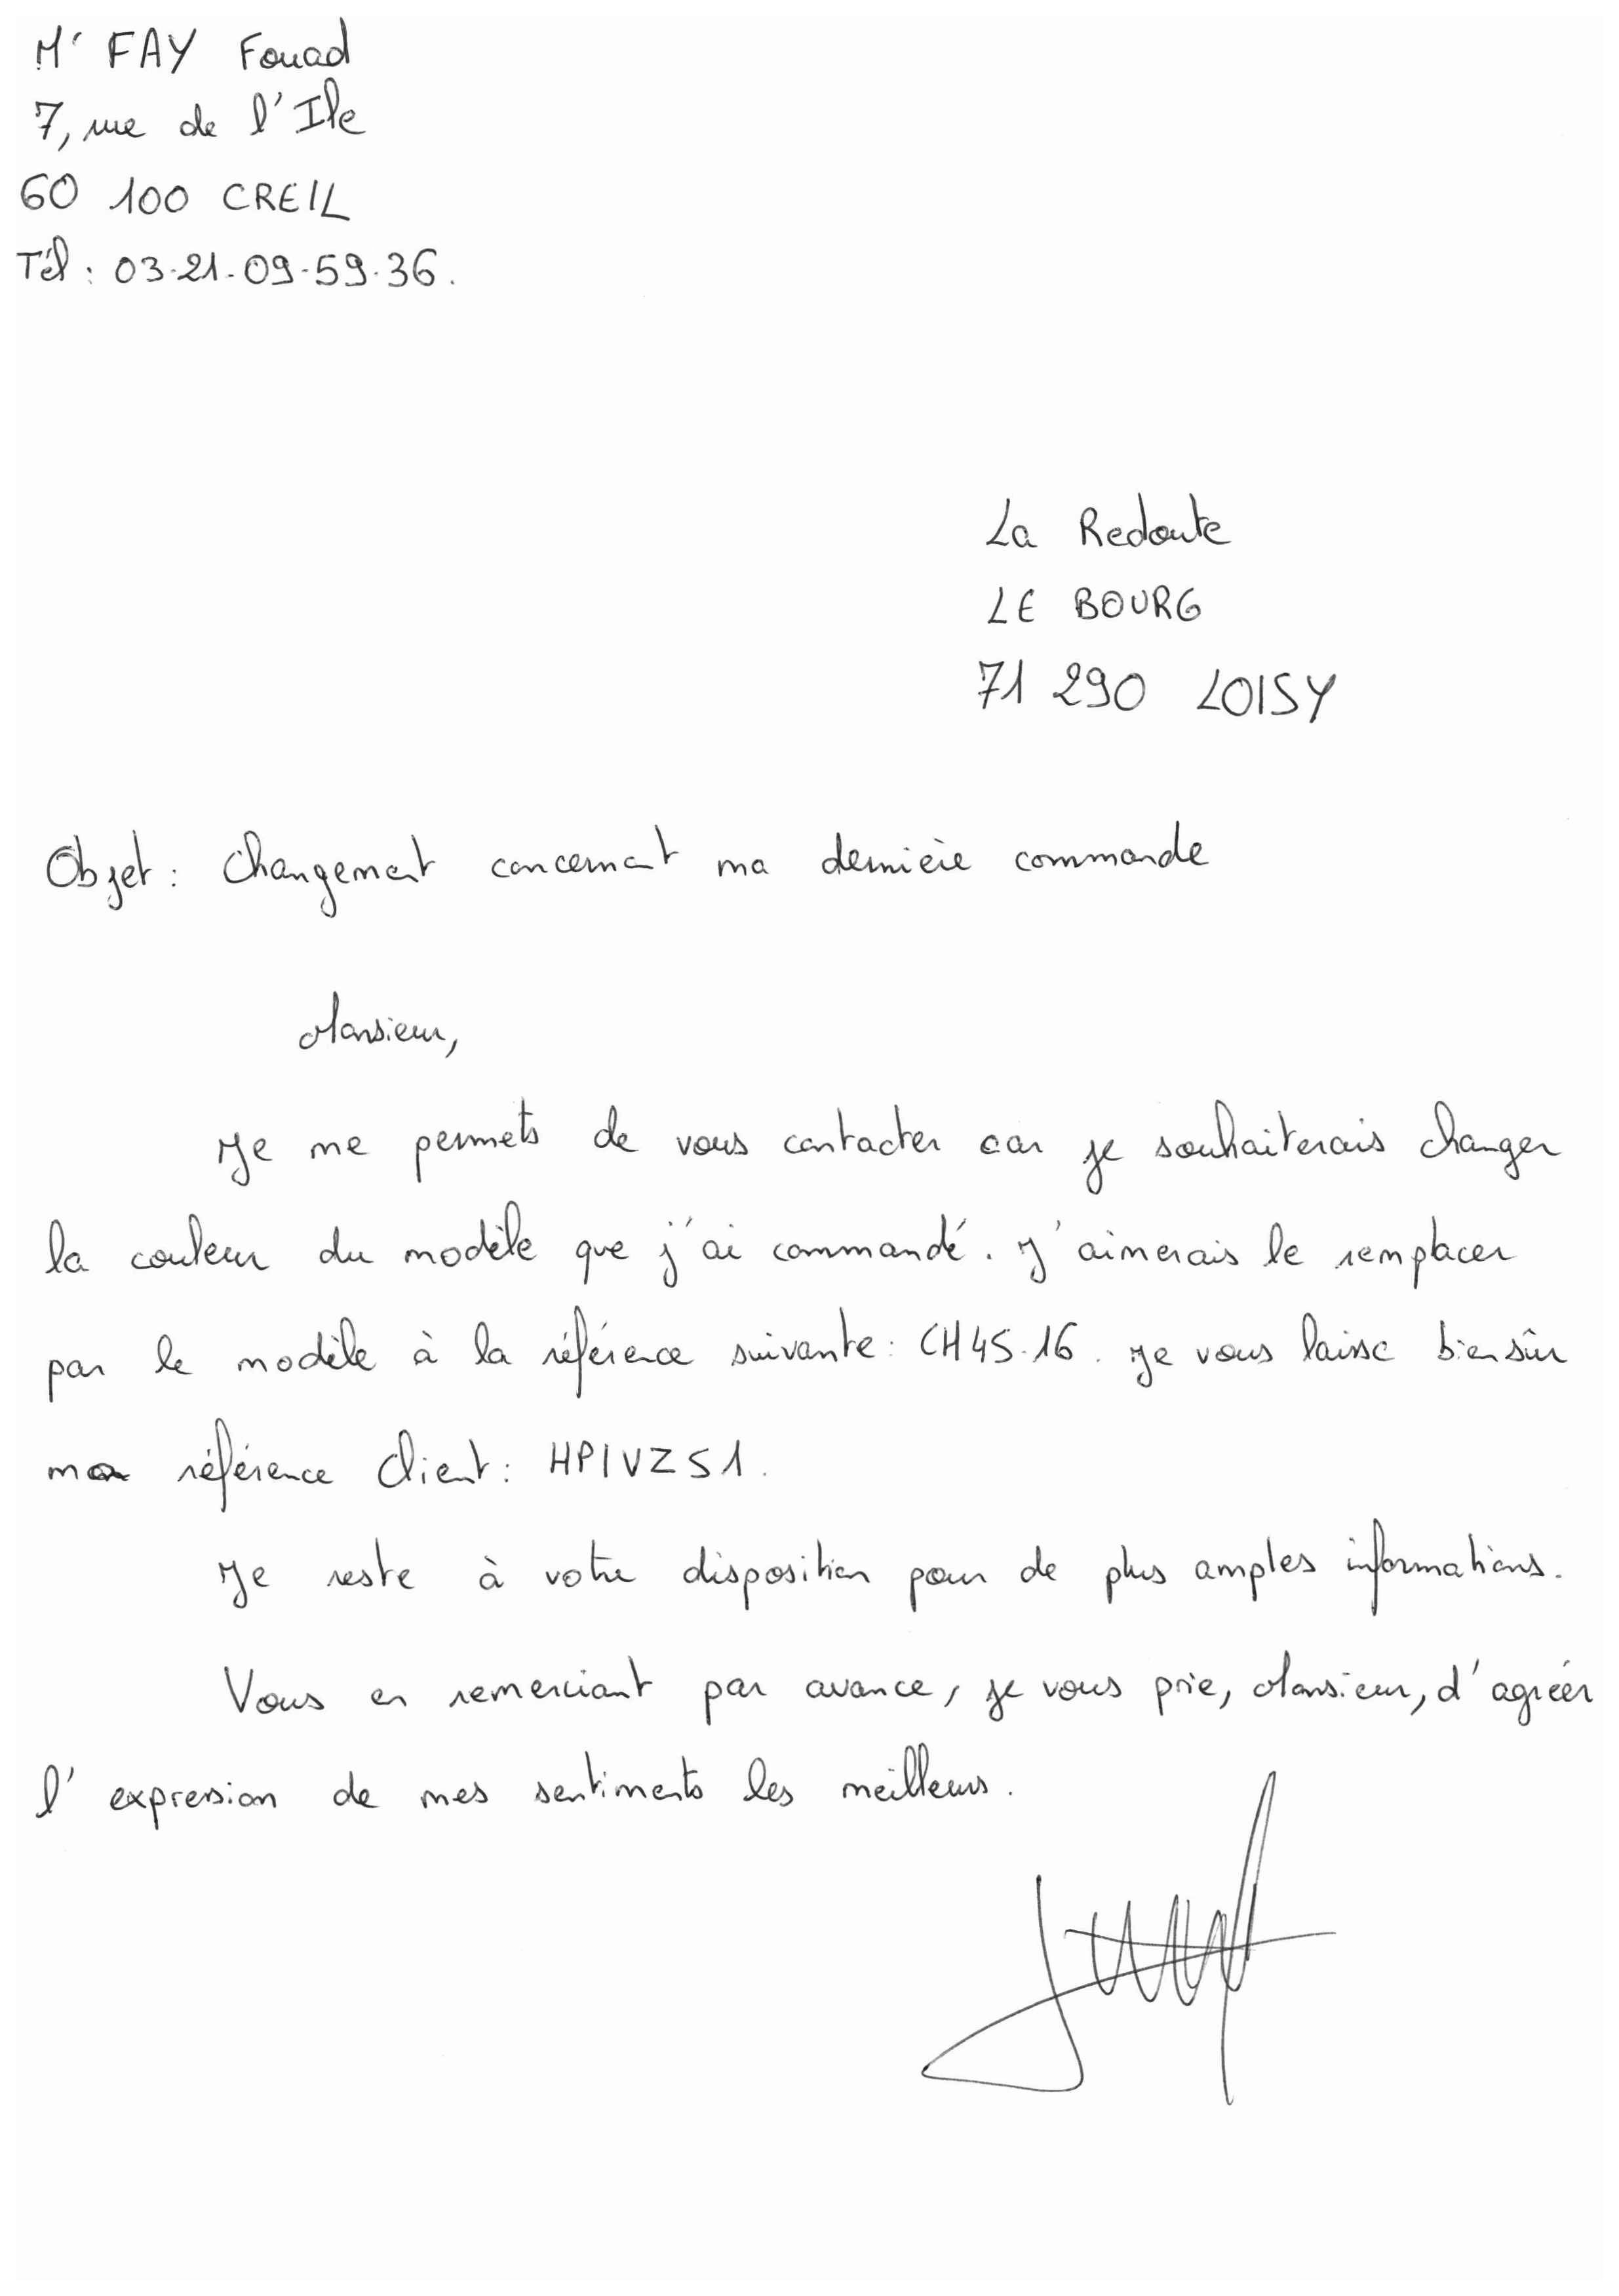 Mr FAY Fouad
7, rue de l'Ile
60 100 CREIL
Tél : 03.21.09.59.36.
La Redoute
LE BOURG
71 290 LOISY
Objet : Changement concernant ma dernière commande
Monsieur,
Je me permets de vous contacter car je souhaiterais changer
la couleur du modèle que j'ai commandé. J'aimerais le remplacer
par le modèle à la référence suivante : CH45.16. Je vous laisse biensûr
ma référence client : HPIVZS1.
Je reste à votre disposition pour de plus amples informations.
Vous en remerciant par avance, je vous prie, Monsieur, d'agréer
l'expression de mes sentiments les meilleurs.